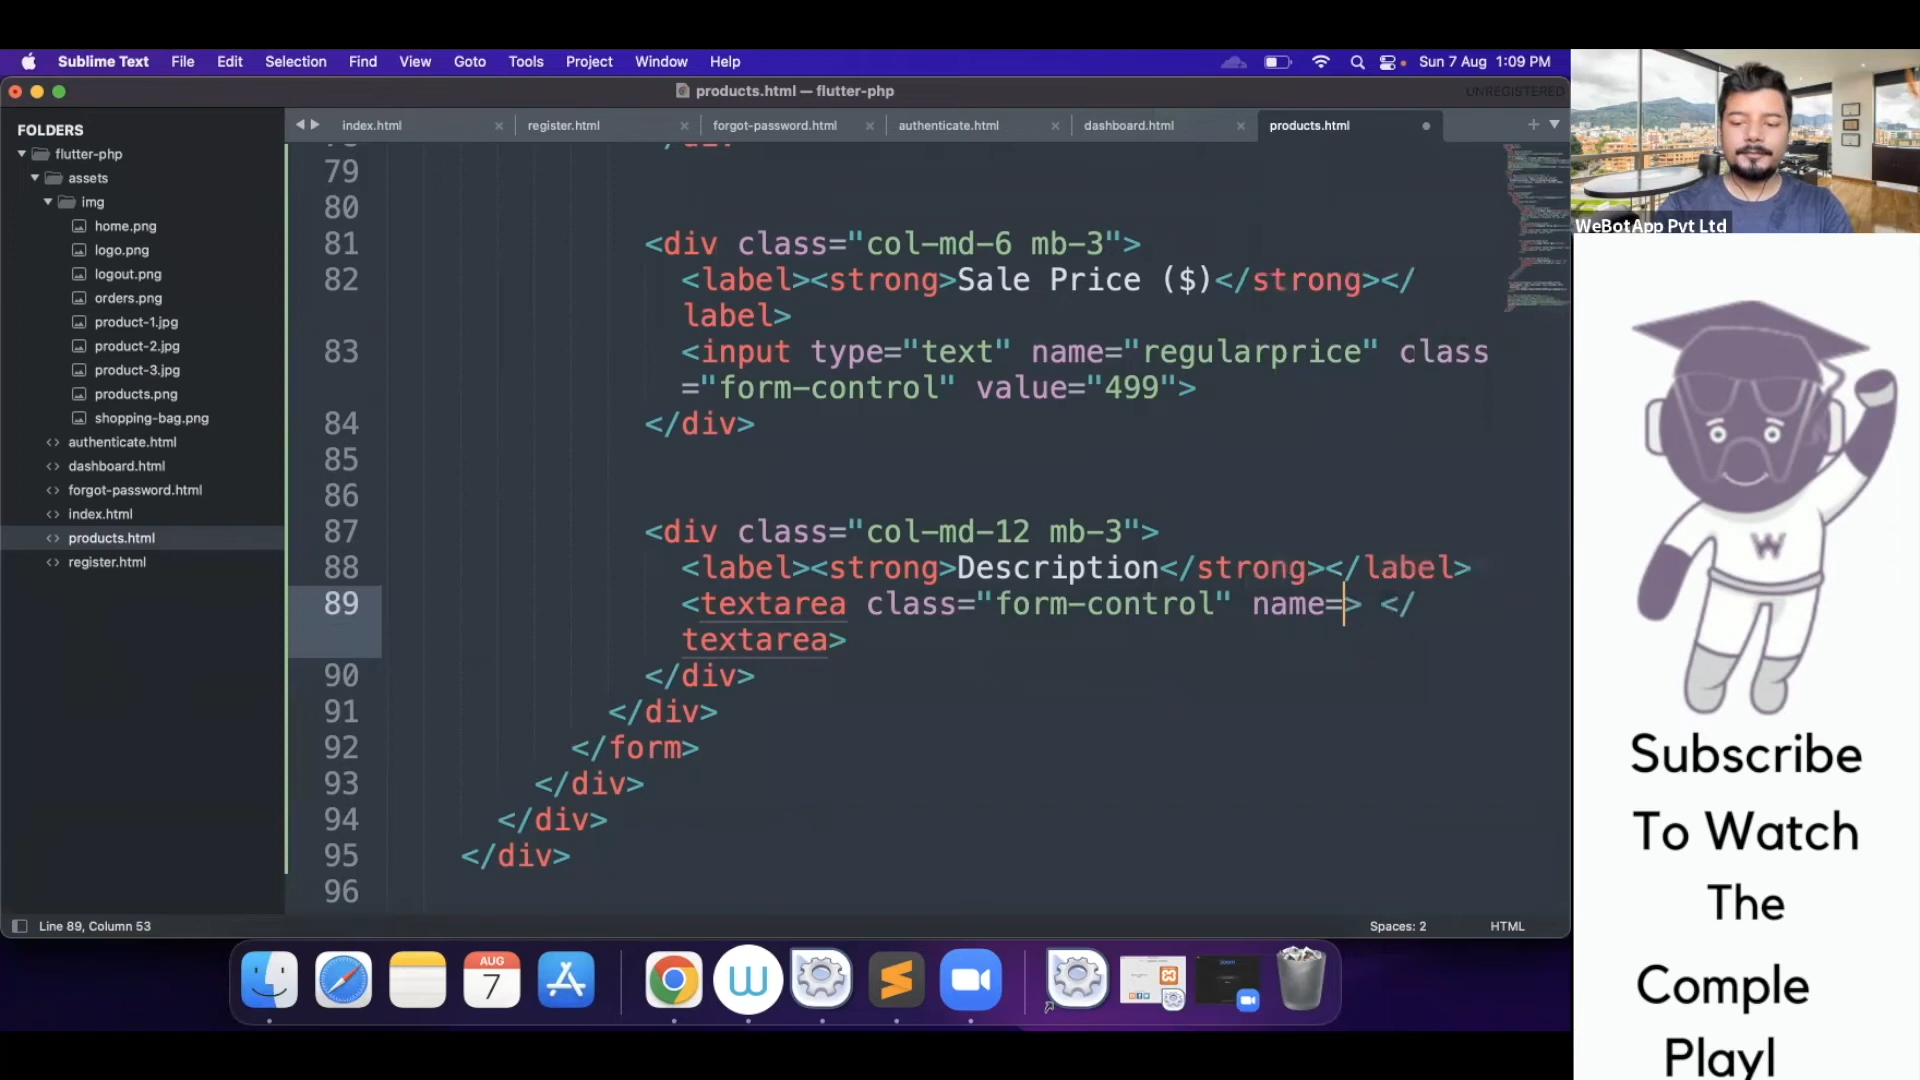 Sublime Text File Edit Selection Find View Goto Tools Project Window Help Sun 7 Aug 1:09 PM
products.html — flutter-php UNREGISTERED
FOLDERS
flutter-php
assets
img
home.png
logo.png
logout.png
orders.png
product-1.jpg
product-2.jpg
product-3.jpg
products.png
shopping-bag.png
authenticate.html
dashboard.html
forgot-password.html
index.html
products.html
register.html
index.html register.html forgot-password.html authenticate.html dashboard.html products.html
79
80
81 <div class="col-md-6 mb-3">
82 <label><strong>Sale Price ($)</strong></
label>
83 <input type="text" name="regularprice" class
="form-control" value="499">
84 </div>
85
86
87 <div class="col-md-12 mb-3">
88 <label><strong>Description</strong></label>
89 <textarea class="form-control" name=> </
textarea>
90 </div>
91 </div>
92 </form>
93 </div>
94 </div>
95 </div>
96
Line 89, Column 53 Spaces: 2 HTML
AUG
7
WeBotApp Pvt Ltd
W
Subscribe
To Watch
The
Comple
Playl